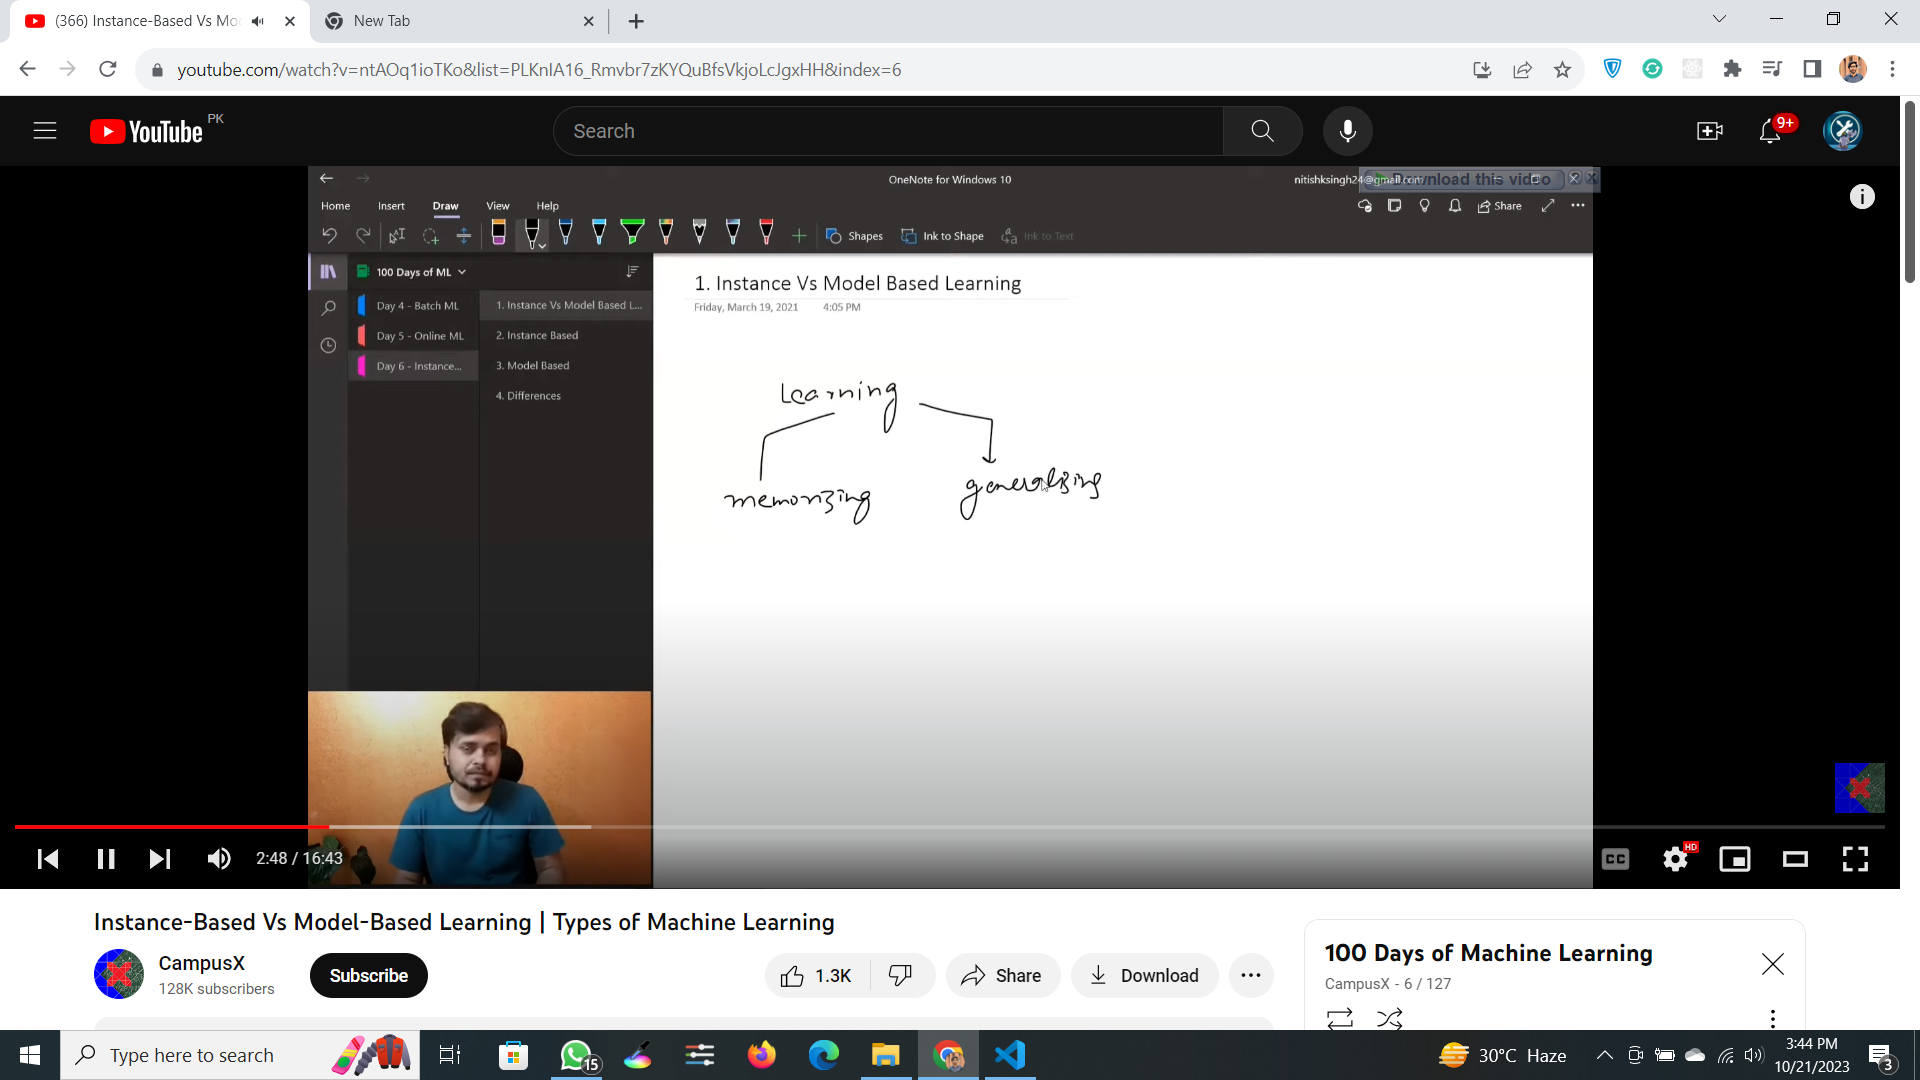 (366) Instance-Based Vs Mo
New Tab
youtube.com/watch?v=ntAOq1ioTKo&list=PLKnIA16_Rmvbr7zKYQuBfsVkjoLcJgxHH&index=6
YouTube PK
Search
9+
OneNote for Windows 10
nitishksingh24@gmail.com
Download this video
Home Insert Draw View Help
Share
Shapes Ink to Shape Ink to Text
100 Days of ML
Day 4 - Batch ML
Day 5 - Online ML
Day 6 - Instance...
1. Instance Vs Model Based L...
2. Instance Based
3. Model Based
4. Differences
1. Instance Vs Model Based Learning
Friday, March 19, 2021 4:05 PM
Learning
memorizing
generalizing
2:48 / 16:43
CC
HD
Instance-Based Vs Model-Based Learning | Types of Machine Learning
CampusX
128K subscribers
Subscribe
1.3K
Share
Download
100 Days of Machine Learning
CampusX - 6 / 127
Type here to search
15
30°C Haze
3:44 PM
10/21/2023
3